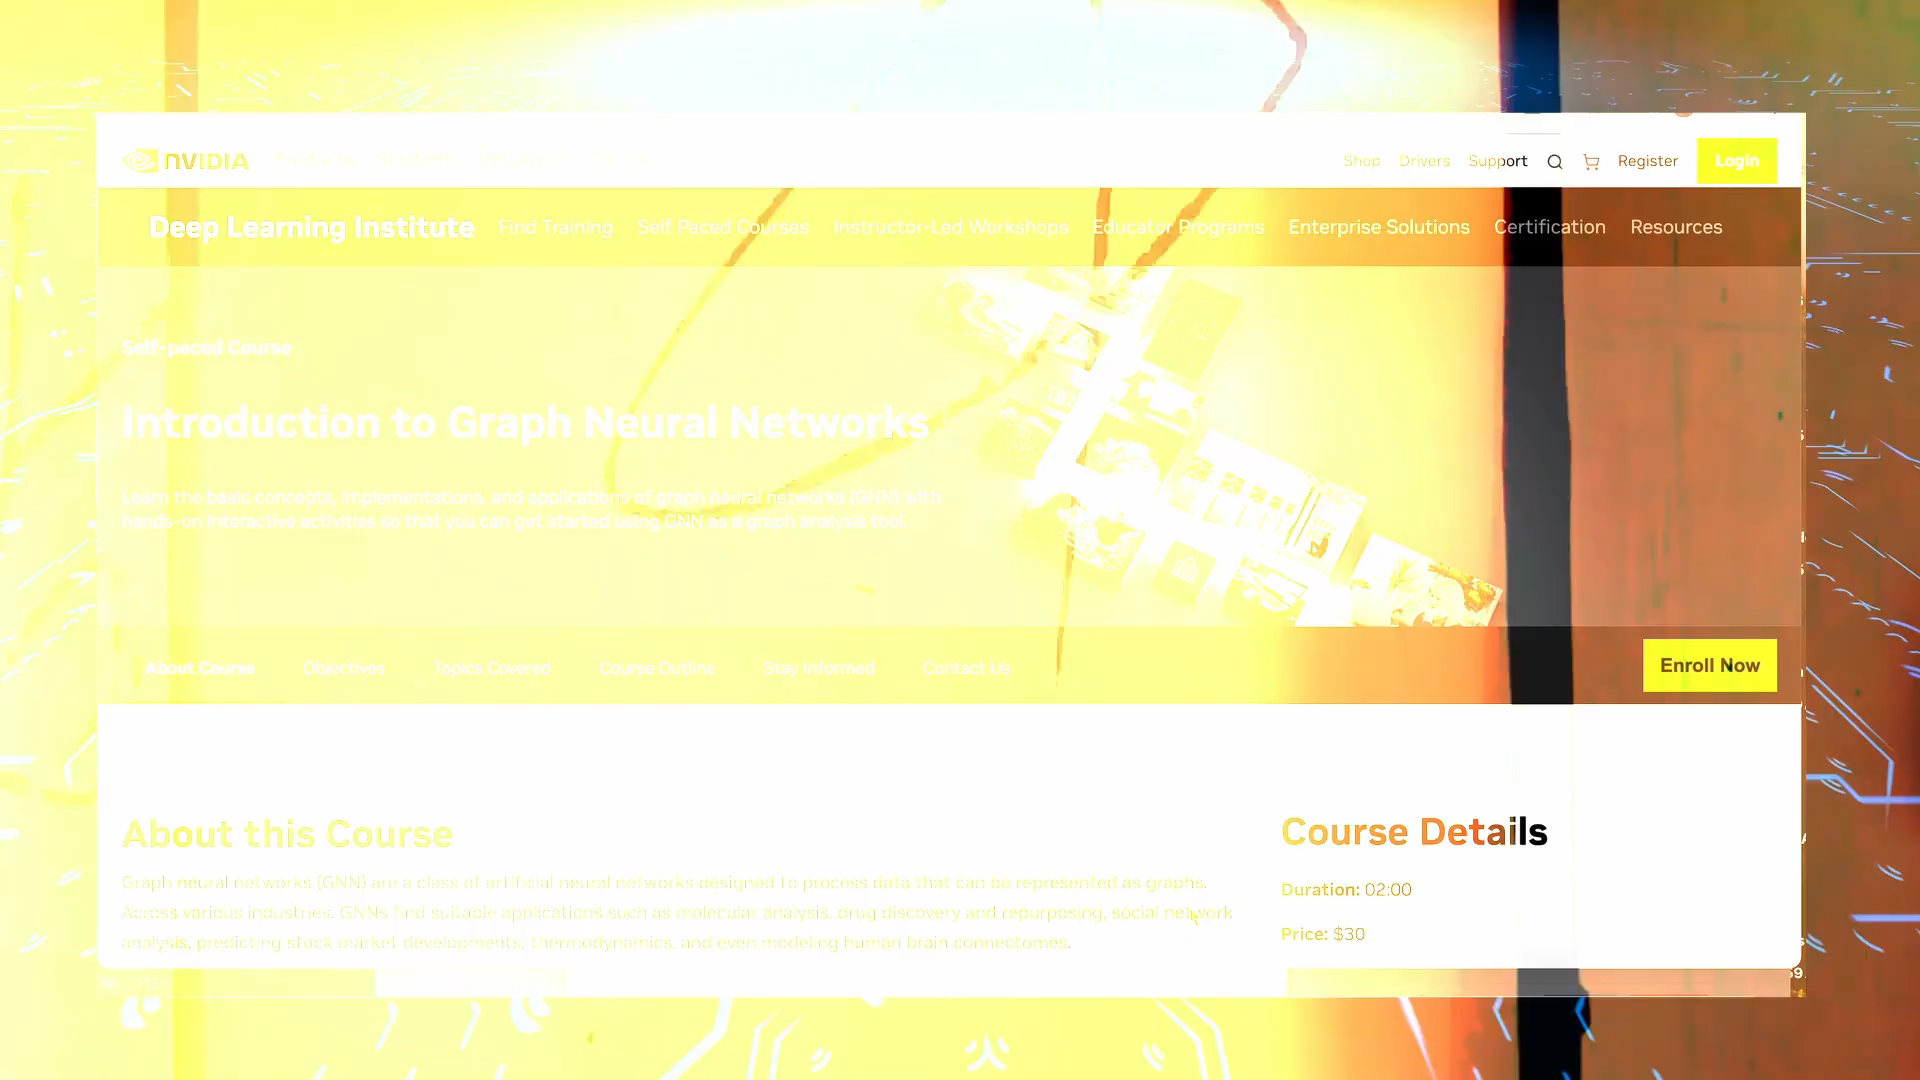 NVIDIA
Shop Drivers Support Register Login
Deep Learning Institute Find Training Self Paced Courses Instructor-Led Workshops Educator Programs Enterprise Solutions Certification Resources
Self-paced Course
Introduction to Graph Neural Networks
Learn the basic concepts, implementations, and applications of graph neural networks (GNN) with
hands-on interactive activities so that you can get started using GNN as a graph analysis tool.
About Course Objectives Topics Covered Course Outline Stay Informed Contact Us Enroll Now
About this Course
Graph neural networks (GNN) are a class of artificial neural networks designed to process data that can be represented as graphs.
Across various industries, GNNs find suitable applications such as molecular analysis, drug discovery and repurposing, social network
analysis, predicting stock market developments, thermodynamics, and even modeling human brain connectomes.
Course Details
Duration: 02:00
Price: $30